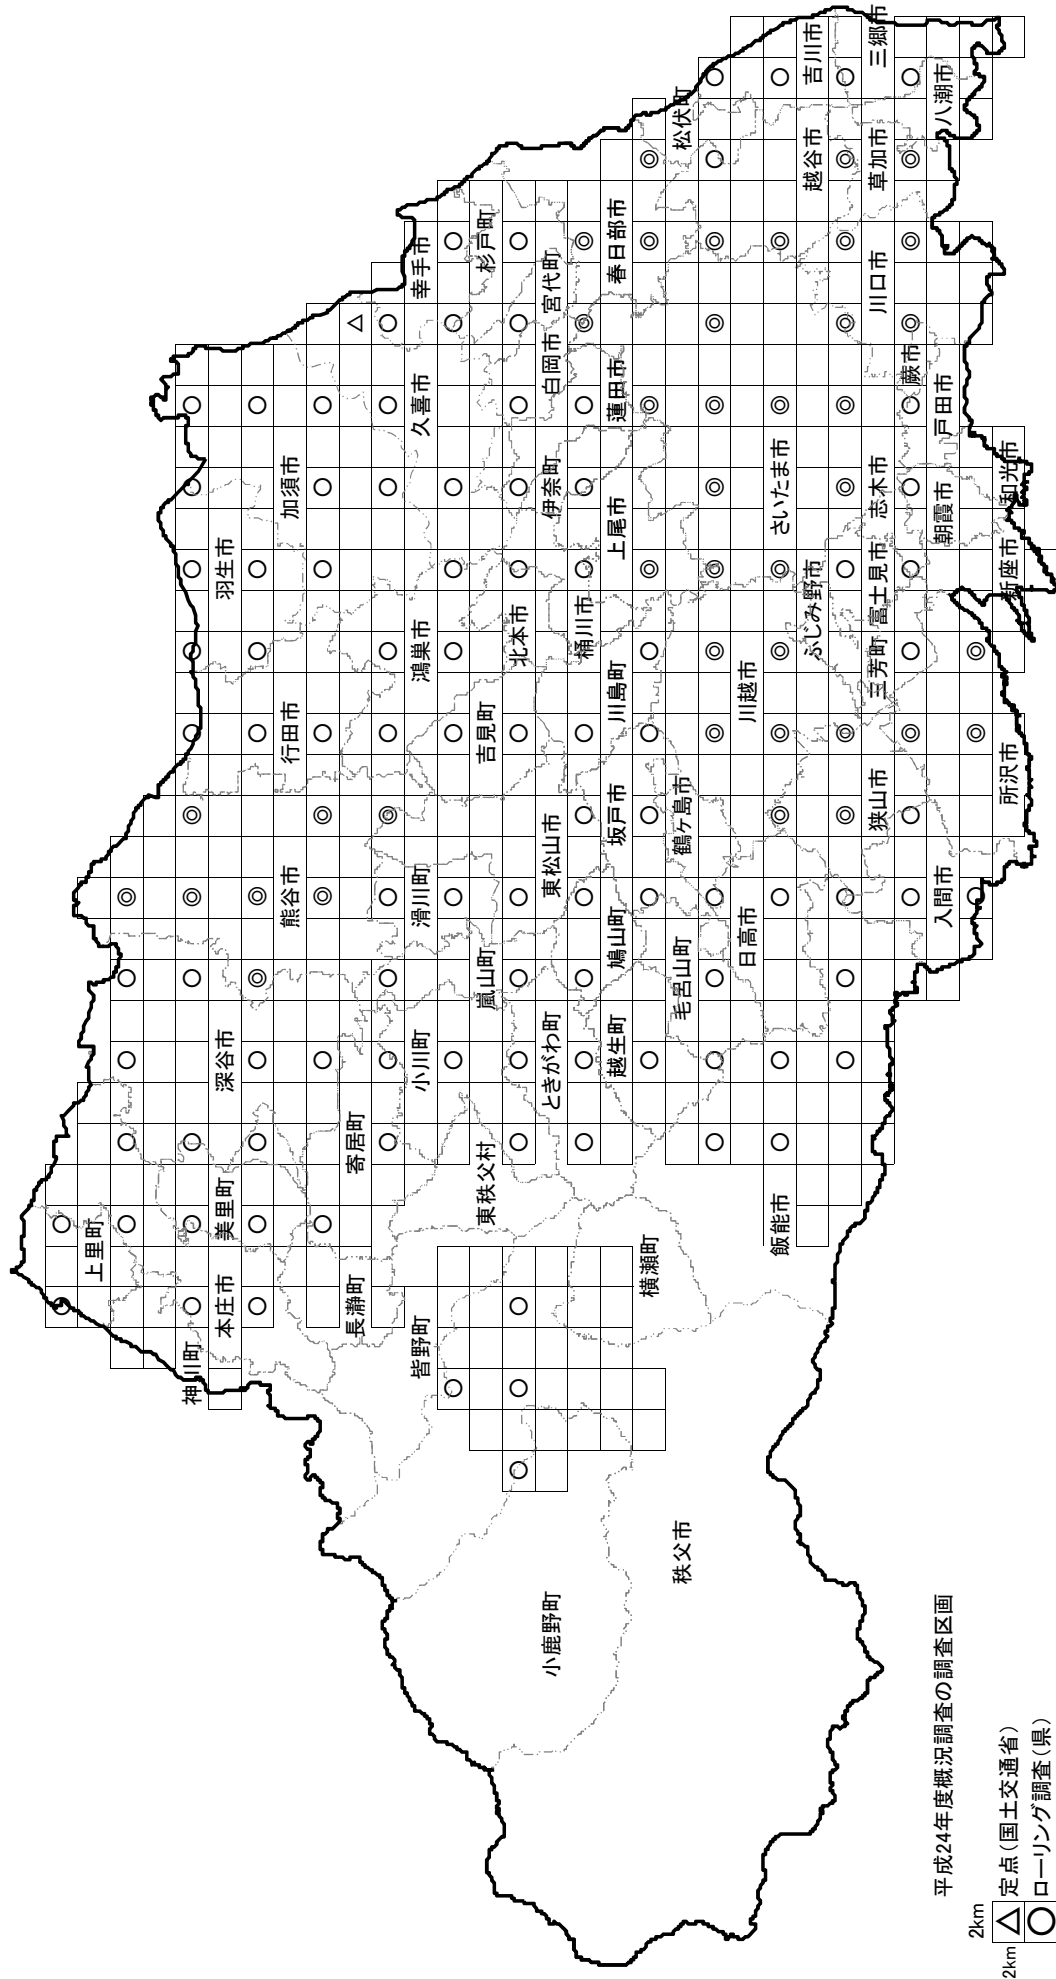 三郷市
吉川市
八潮市
松伏町
越谷市
草加市
春日部市
杉戸町
幸手市
宮代町
川口市
白岡市
蓮田市
蕨市
戸田市
久喜市
加須市
伊奈町
さいたま市
志木市
朝霞市
和光市
上尾市
羽生市
富士見市
ふじみ野市
新座市
鴻巣市
北本市
桶川市
三芳町
川島町
川越市
行田市
吉見町
所沢市
狭山市
鶴ヶ島市
坂戸市
東松山市
熊谷市
滑川町
入間市
日高市
鳩山町
毛呂山町
嵐山町
深谷市
小川町
ときがわ町
越生町
寄居町
東秩父村
美里町
上里町
飯能市
横瀬町
本庄市
長瀞町
皆野町
神川町
秩父市
小鹿野町
平成24年度概況調査の調査区画
2km
2km
△ 定点(国土交通省)
○ ローリング調査(県)